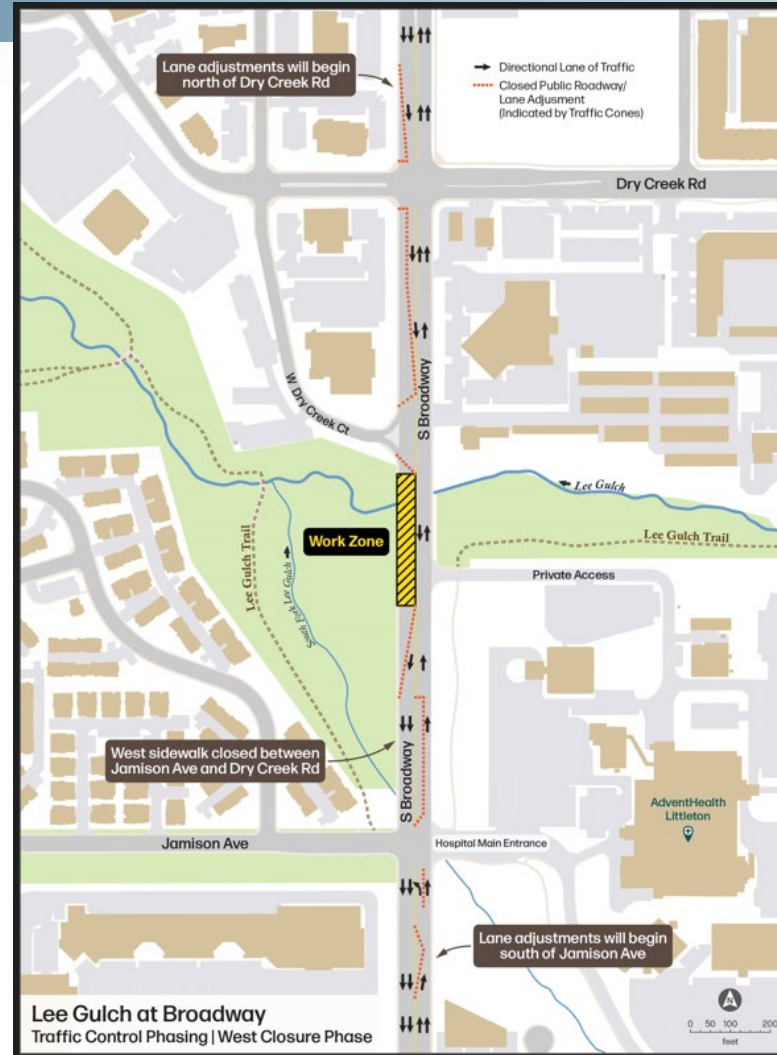 Lane adjustments will begin
north of Dry Creek Rd
Directional Lane of Traffic
Closed Public Roadway/
Lane Adjusment
(Indicated by Traffic Cones)
Dry Creek Rd
S Broadway
W Dry Creek Ct
Lee Gulch
Work Zone
Lee Gulch Trail
Lee Gulch Trail
South Fork Lee Gulch
Private Access
West sidewalk closed between
Jamison Ave and Dry Creek Rd
S Broadway
AdventHealth
Littleton
Jamison Ave
Hospital Main Entrance
Lane adjustments will begin
south of Jamison Ave
Lee Gulch at Broadway
Traffic Control Phasing | West Closure Phase
N
0 50 100 200
feet